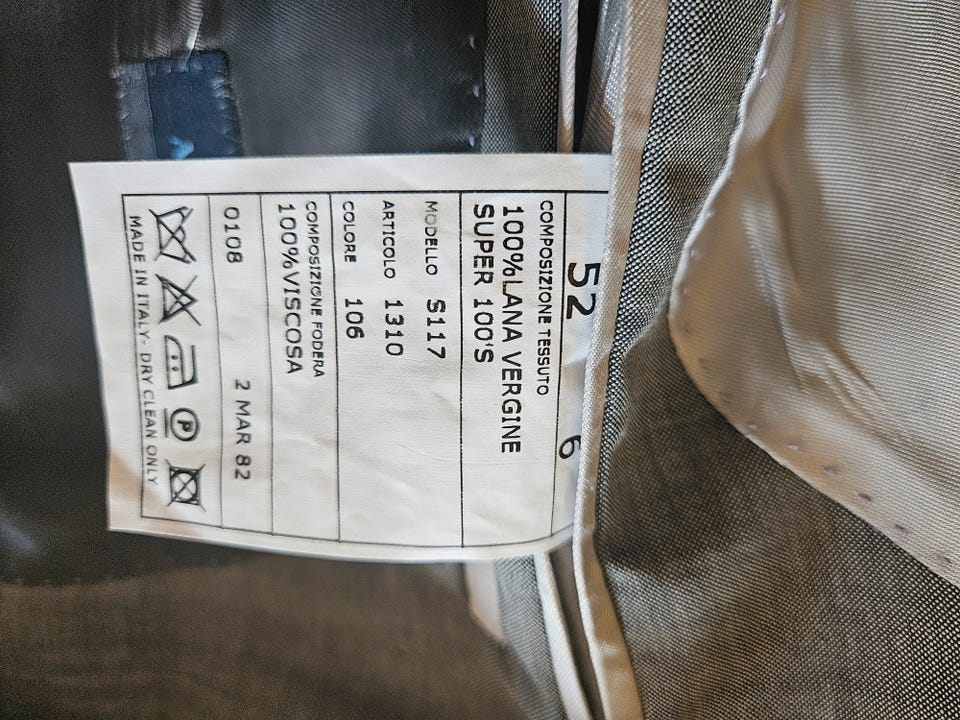 52 6
COMPOSIZIONE TESSUTO
100%LANA VERGINE
SUPER 100'S
MODELLO S117
ARTICOLO 1310
COLORE 106
COMPOSIZIONE FODERA
100%VISCOSA
0108 2 MAR 82
MADE IN ITALY- DRY CLEAN ONLY